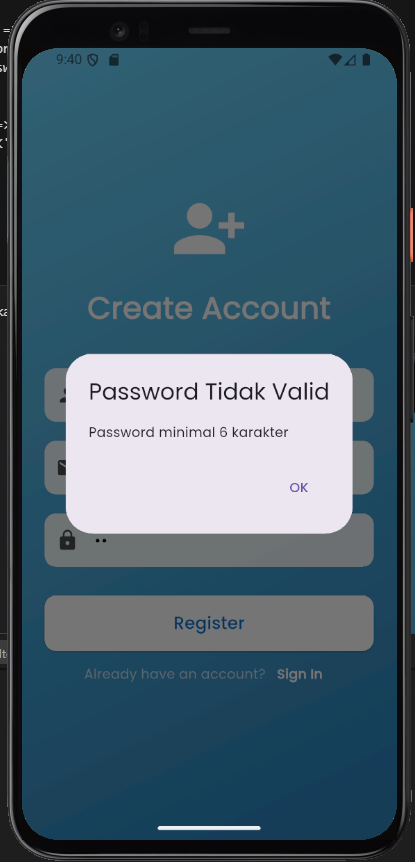 9:40
Create Account
Password Tidak Valid
Password minimal 6 karakter
OK
••
Register
Already have an account? Sign In